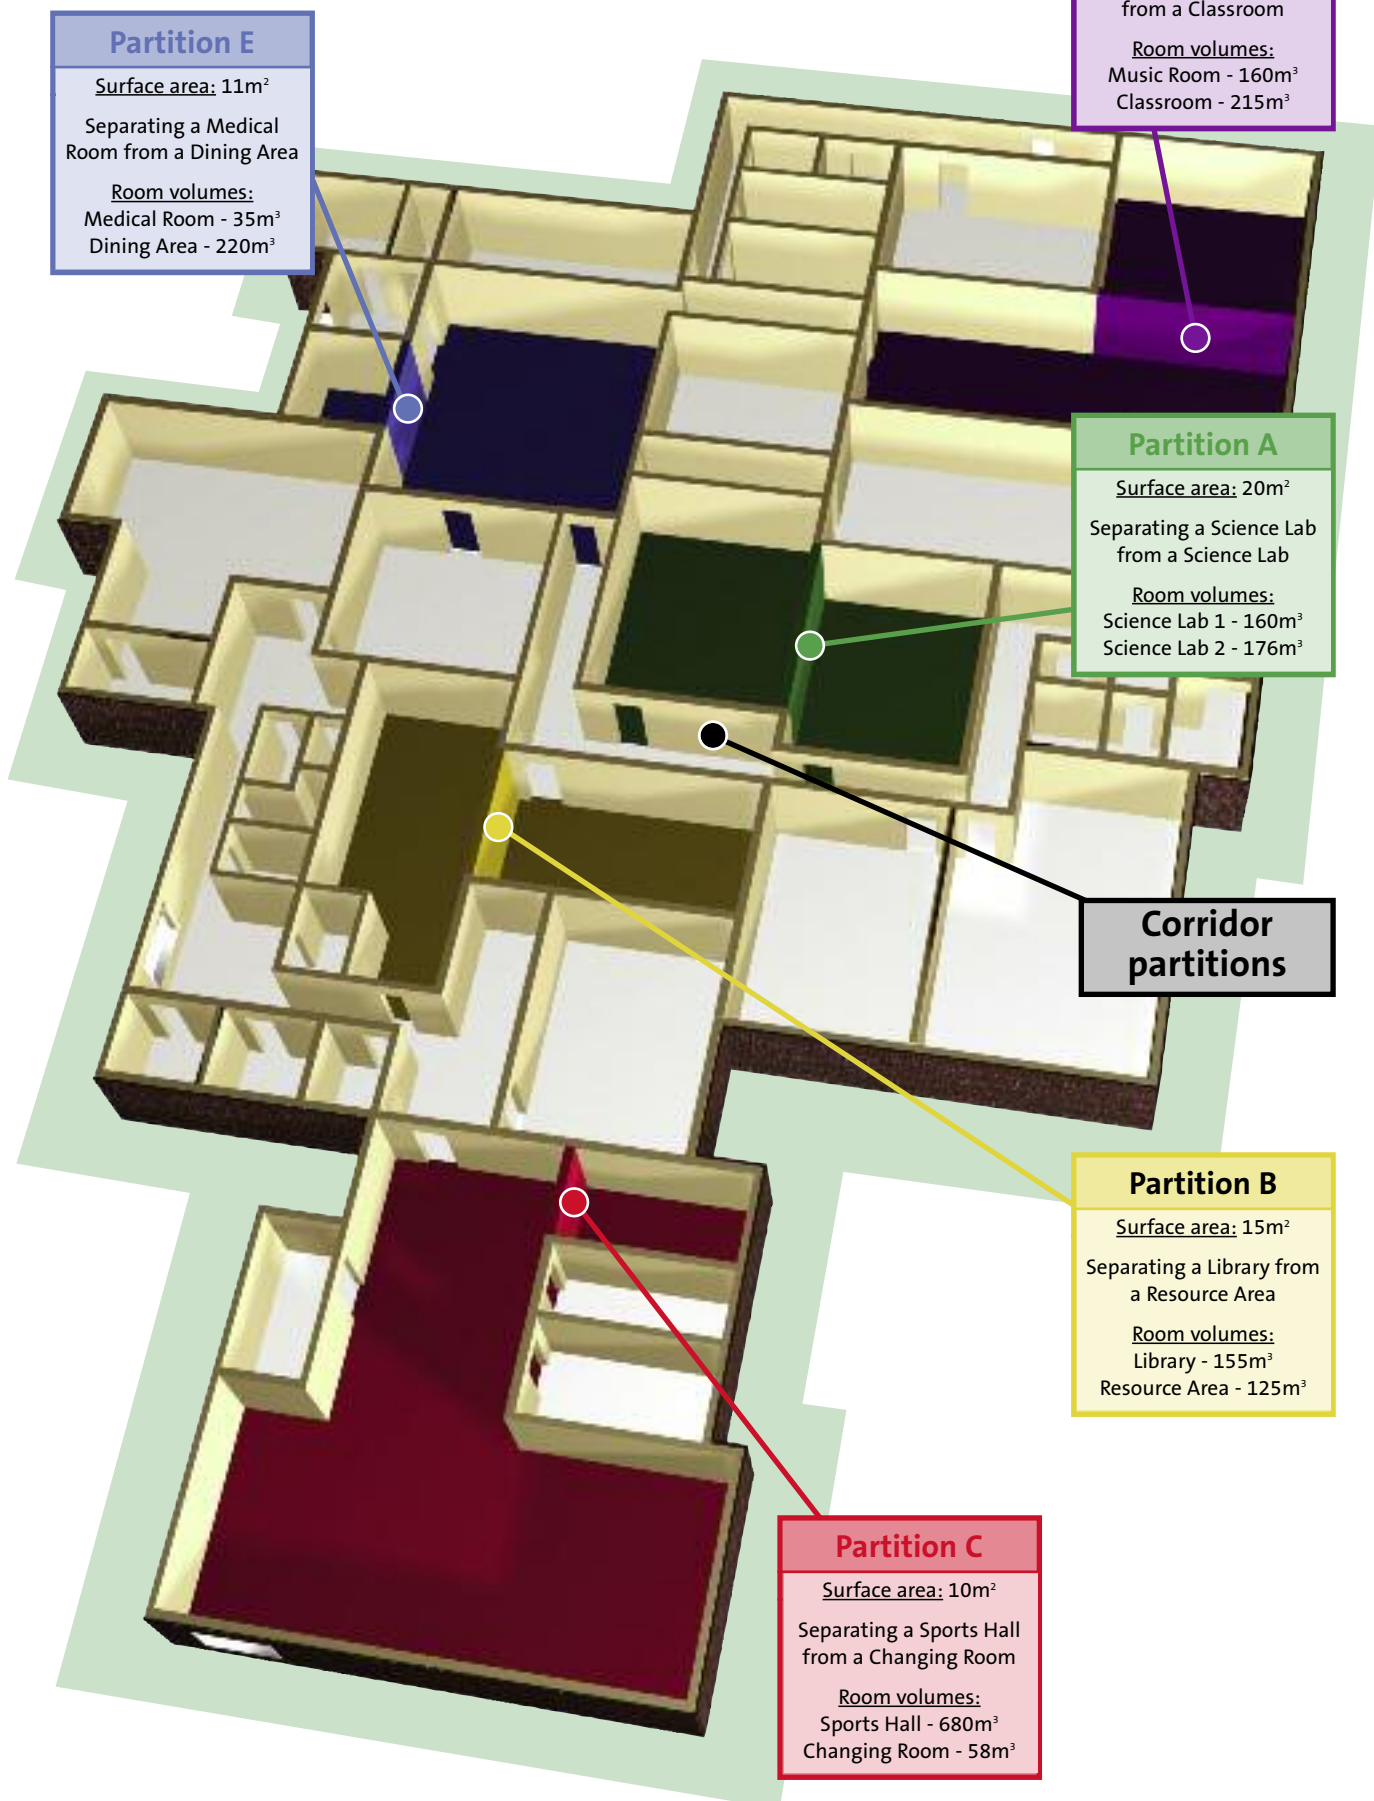 from a Classroom
Room volumes:
Music Room - 160m³
Classroom - 215m³
Partition E
Surface area: 11m²
Separating a Medical
Room from a Dining Area
Room volumes:
Medical Room - 35m³
Dining Area - 220m³
Partition A
Surface area: 20m²
Separating a Science Lab
from a Science Lab
Room volumes:
Science Lab 1 - 160m³
Science Lab 2 - 176m³
Corridor
partitions
Partition B
Surface area: 15m²
Separating a Library from
a Resource Area
Room volumes:
Library - 155m³
Resource Area - 125m³
Partition C
Surface area: 10m²
Separating a Sports Hall
from a Changing Room
Room volumes:
Sports Hall - 680m³
Changing Room - 58m³